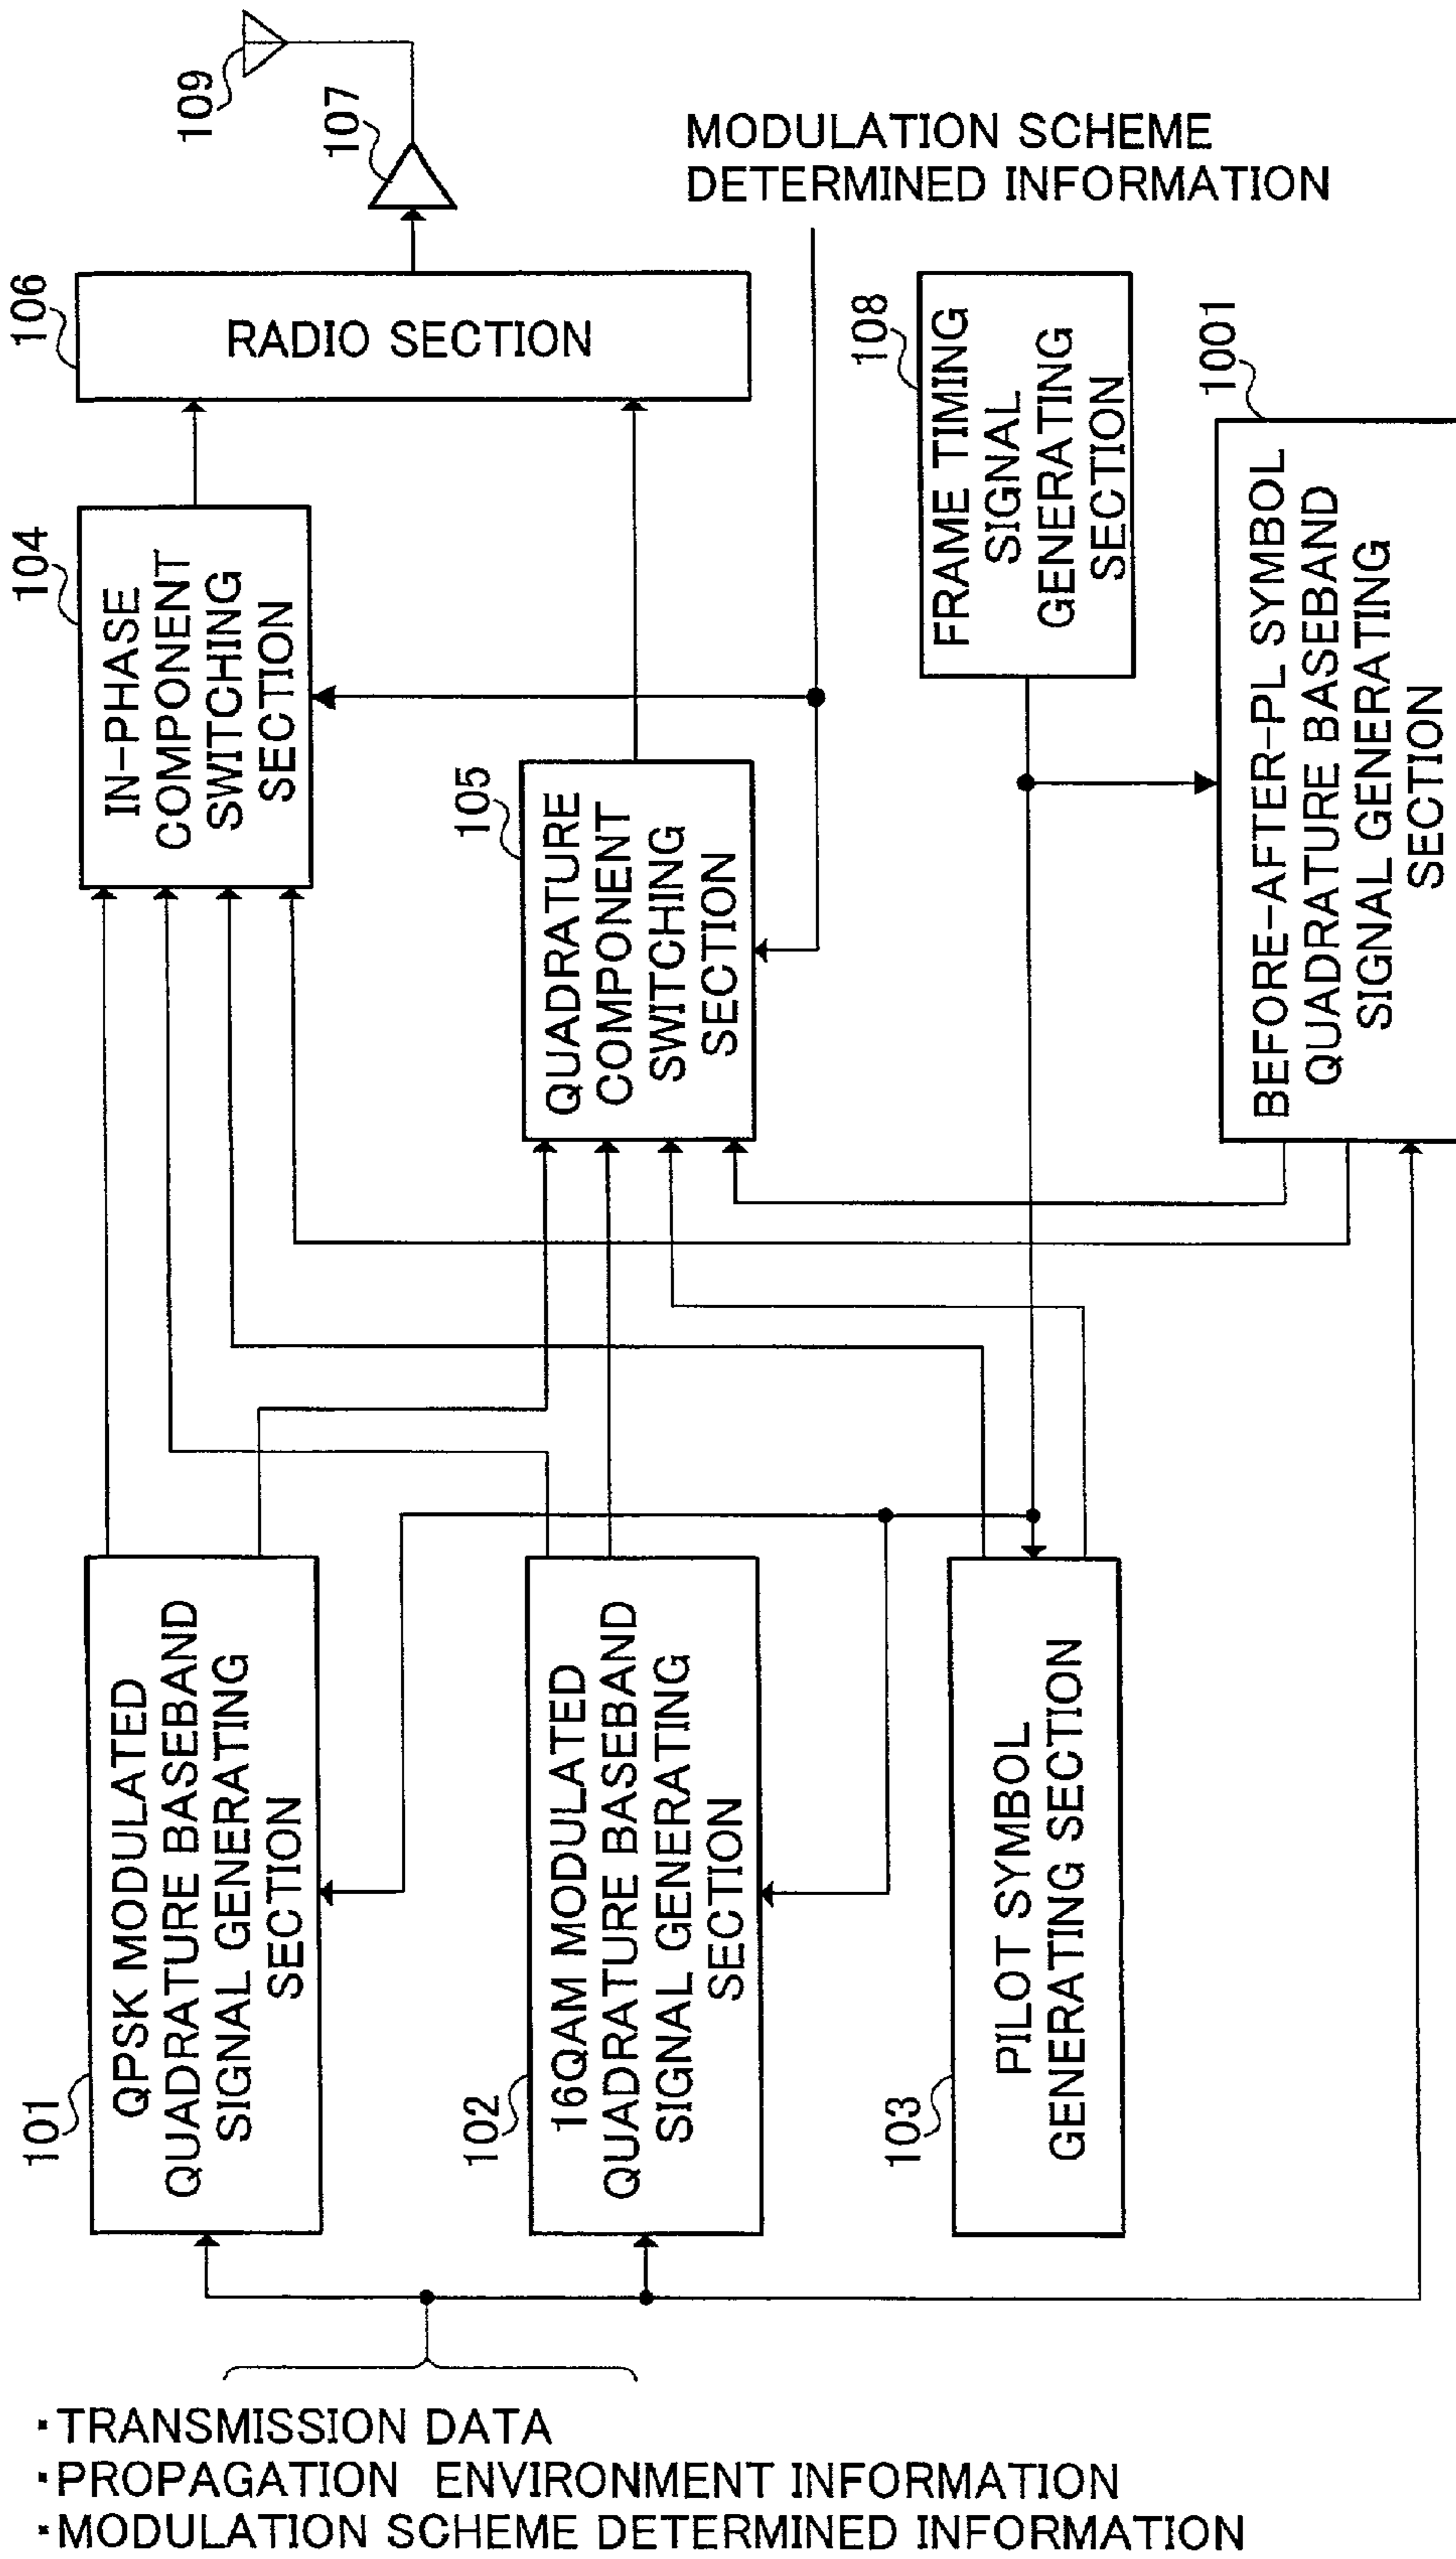 101
QPSK MODULATED
QUADRATURE BASEBAND
SIGNAL GENERATING
SECTION
104
IN-PHASE
COMPONENT
SWITCHING
SECTION
106
RADIO SECTION
107
109
102
16QAM MODULATED
QUADRATURE BASEBAND
SIGNAL GENERATING
SECTION
105
QUADRATURE
COMPONENT
SWITCHING
SECTION
MODULATION SCHEME
DETERMINED INFORMATION
103
PILOT SYMBOL
GENERATING SECTION
108
FRAME TIMING
SIGNAL
GENERATING
SECTION
1001
BEFORE-AFTER-PL SYMBOL
QUADRATURE BASEBAND
SIGNAL GENERATING
SECTION
・TRANSMISSION DATA
・PROPAGATION ENVIRONMENT INFORMATION
・MODULATION SCHEME DETERMINED INFORMATION